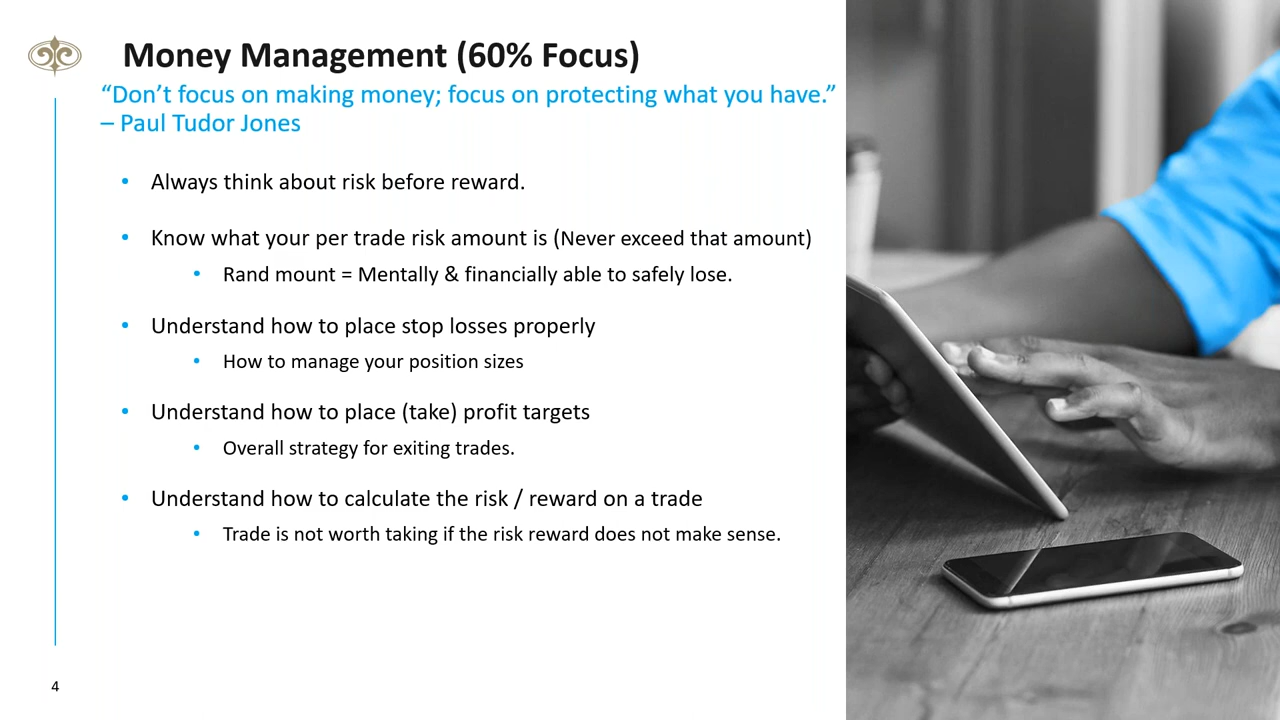 Money Management (60% Focus)
“Don’t focus on making money; focus on protecting what you have.”
– Paul Tudor Jones
• Always think about risk before reward.
• Know what your per trade risk amount is (Never exceed that amount)
• Rand mount = Mentally & financially able to safely lose.
• Understand how to place stop losses properly
• How to manage your position sizes
• Understand how to place (take) profit targets
• Overall strategy for exiting trades.
• Understand how to calculate the risk / reward on a trade
• Trade is not worth taking if the risk reward does not make sense.
4